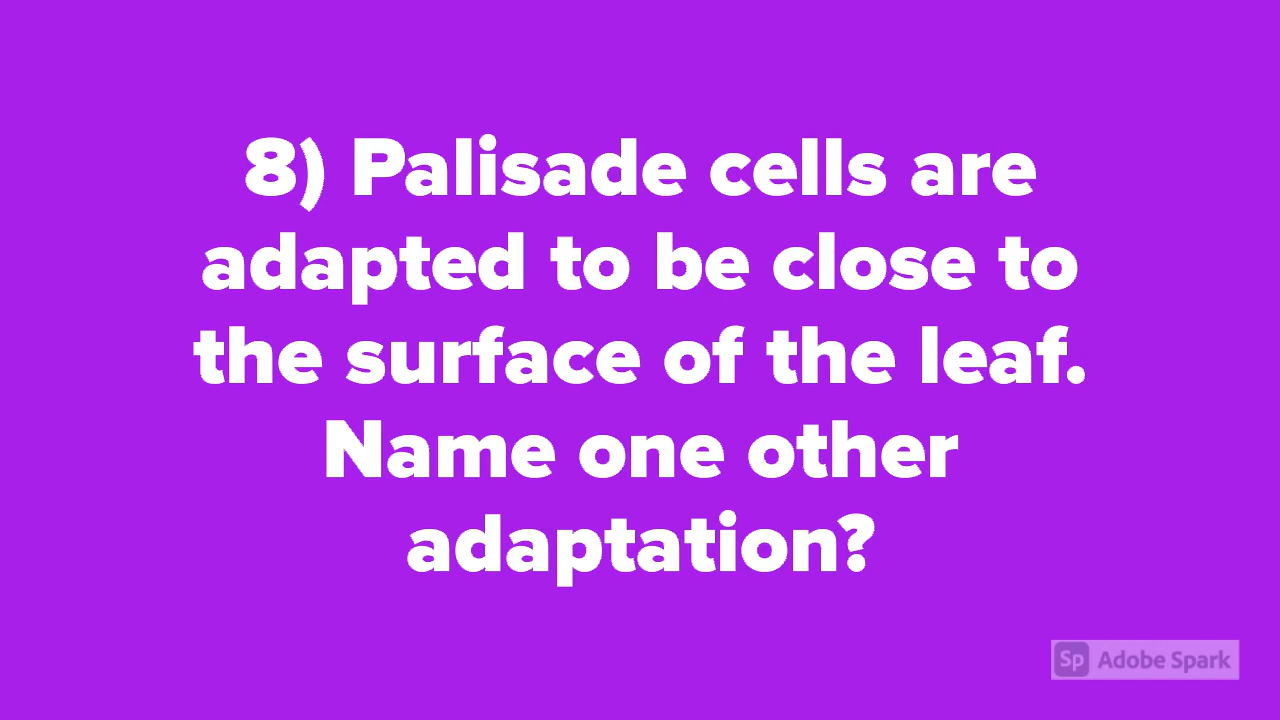 8) Palisade cells are
adapted to be close to
the surface of the leaf.
Name one other
adaptation?
Sp Adobe Spark